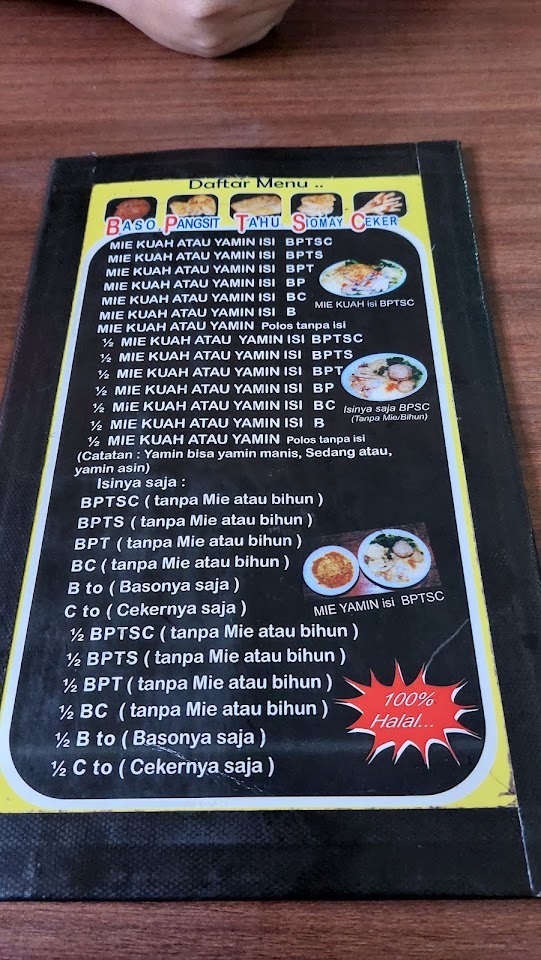 Daftar Menu ..
BASO PANGSIT TAHU SIOMAY CEKER
MIE KUAH ATAU YAMIN ISI BPTSC
MIE KUAH ATAU YAMIN ISI BPTS
MIE KUAH ATAU YAMIN ISI BPT
MIE KUAH ATAU YAMIN ISI BP
MIE KUAH ATAU YAMIN ISI BC
MIE KUAH ATAU YAMIN ISI B
MIE KUAH ATAU YAMIN Polos tanpa isi
½ MIE KUAH ATAU YAMIN ISI BPTSC
½ MIE KUAH ATAU YAMIN ISI BPTS
½ MIE KUAH ATAU YAMIN ISI BPT
½ MIE KUAH ATAU YAMIN ISI BP
½ MIE KUAH ATAU YAMIN ISI BC
½ MIE KUAH ATAU YAMIN ISI B
½ MIE KUAH ATAU YAMIN Polos tanpa isi
(Catatan : Yamin bisa yamin manis, Sedang atau,
yamin asin)
Isinya saja :
BPTSC ( tanpa Mie atau bihun )
BPTS ( tanpa Mie atau bihun )
BPT ( tanpa Mie atau bihun )
BC ( tanpa Mie atau bihun )
B to ( Basonya saja )
C to ( Cekernya saja )
½ BPTSC ( tanpa Mie atau bihun )
½ BPTS ( tanpa Mie atau bihun )
½ BPT ( tanpa Mie atau bihun )
½ BC ( tanpa Mie atau bihun )
½ B to ( Basonya saja )
½ C to ( Cekernya saja )
MIE KUAH isi BPTSC
Isinya saja BPSC
(Tanpa Mie/Bihun)
MIE YAMIN isi BPTSC
100%
Halal...